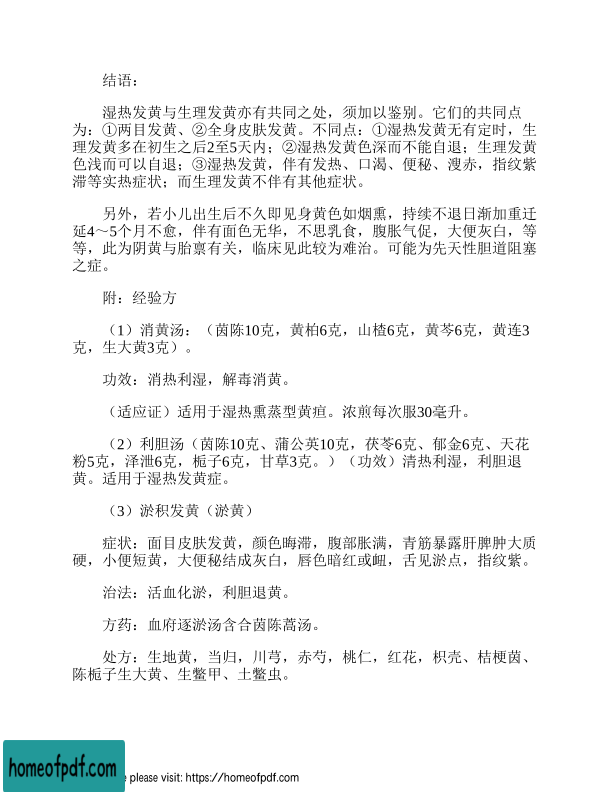 结语：
湿热发黄与生理发黄亦有共同之处，须加以鉴别。它们的共同点
为：①两目发黄、②全身皮肤发黄。不同点：①湿热发黄无有定时，生
理发黄多在初生之后2至5天内；②湿热发黄色深而不能自退；生理发黄
色浅而可以自退；③湿热发黄，伴有发热、口渴、便秘、溲赤，指纹紫
滞等实热症状；而生理发黄不伴有其他症状。
另外，若小儿出生后不久即见身黄色如烟熏，持续不退日渐加重迁
延4～5个月不愈，伴有面色无华，不思乳食，腹胀气促，大便灰白，等
等，此为阴黄与胎禀有关，临床见此较为难治。可能为先天性胆道阻塞
之症。
附：经验方
（1）消黄汤：（茵陈10克，黄柏6克，山楂6克，黄芩6克，黄连3
克，生大黄3克）。
功效：消热利湿，解毒消黄。
（适应证）适用于湿热熏蒸型黄疸。浓煎每次服30毫升。
（2）利胆汤（茵陈10克、蒲公英10克，茯苓6克、郁金6克、天花
粉5克，泽泄6克，栀子6克，甘草3克。）（功效）清热利湿，利胆退
黄。适用于湿热发黄症。
（3）淤积发黄（淤黄）
症状：面目皮肤发黄，颜色晦滞，腹部胀满，青筋暴露肝脾肿大质
硬，小便短黄，大便秘结成灰白，唇色暗红或衄，舌见淤点，指纹紫。
治法：活血化淤，利胆退黄。
方药：血府逐淤汤含合茵陈蒿汤。
处方：生地黄，当归，川芎，赤芍，桃仁，红花，枳壳、桔梗茵、
陈栀子生大黄、生鳖甲、土鳖虫。
homeofpdf.com
e please visit: https://homeofpdf.com